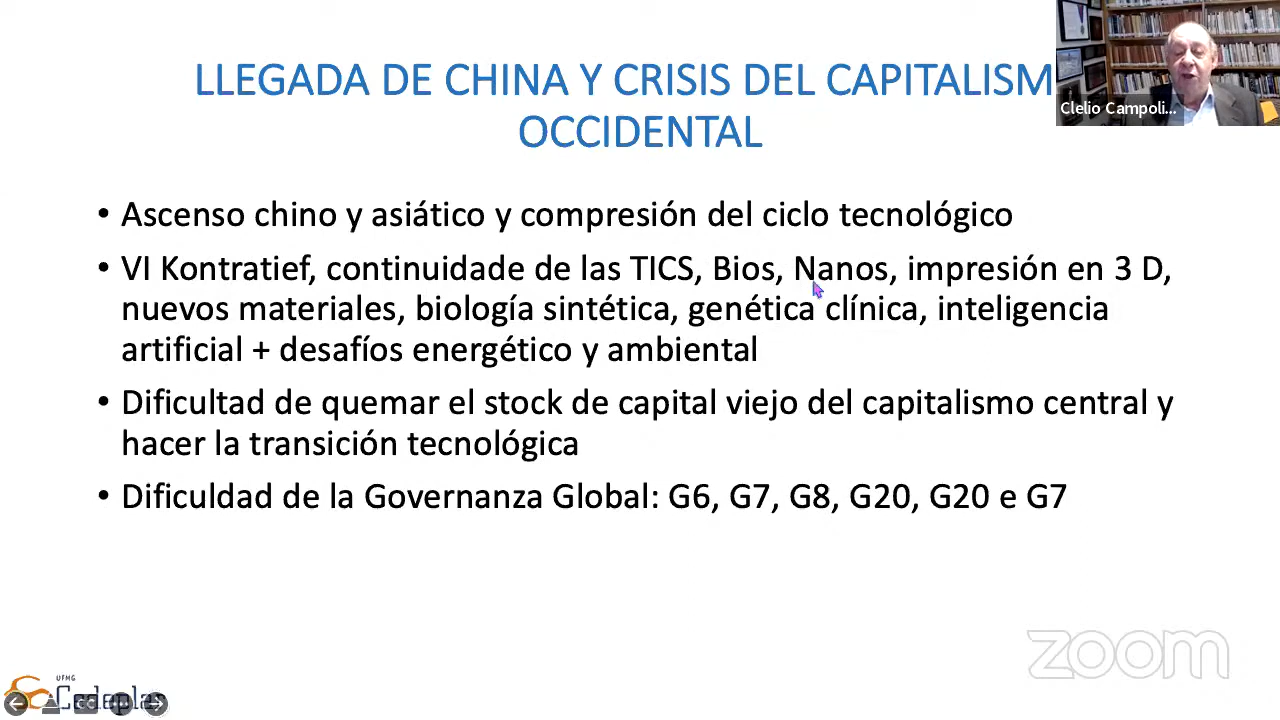 LLEGADA DE CHINA Y CRISIS DEL CAPITALISM
OCCIDENTAL
Clelio Campoli...
• Ascenso chino y asiático y compresión del ciclo tecnológico
• VI Kontratief, continuidade de las TICS, Bios, Nanos, impresión en 3 D,
nuevos materiales, biología sintética, genética clínica, inteligencia
artificial + desafíos energético y ambiental
• Dificultad de quemar el stock de capital viejo del capitalismo central y
hacer la transición tecnológica
• Dificuldad de la Governanza Global: G6, G7, G8, G20, G20 e G7
zoom
UFMG
Cedeplar
CC